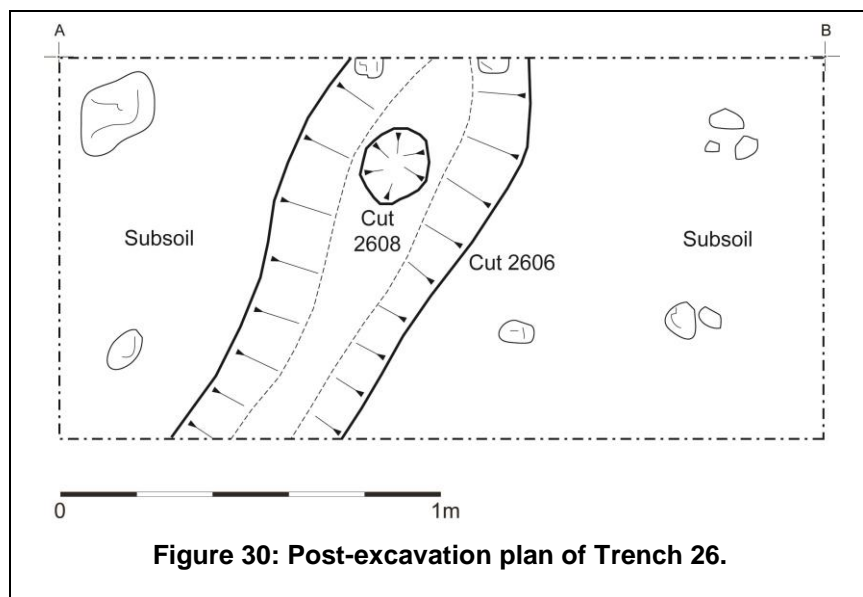 A B
Subsoil
Cut
2608
Subsoil
Cut 2606
0 1m
Figure 30: Post-excavation plan of Trench 26.